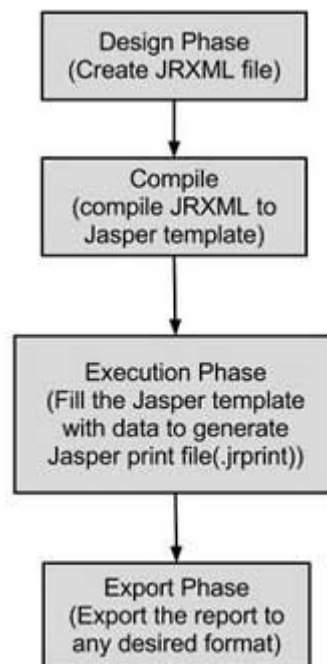 Design Phase
(Create JRXML file)
Compile
(compile JRXML to
Jasper template)
Execution Phase
(Fill the Jasper template
with data to generate
Jasper print file(.jrprint))
Export Phase
(Export the report to
any desired format)